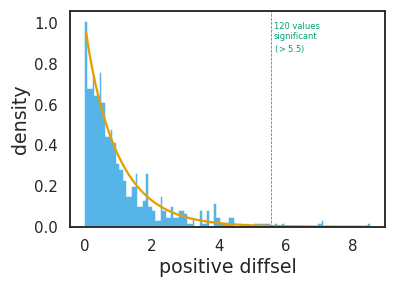 1.0
0.8
0.6
0.4
0.2
0.0
density
120 values
significant
(> 5.5)
0 2 4 6 8
positive diffsel